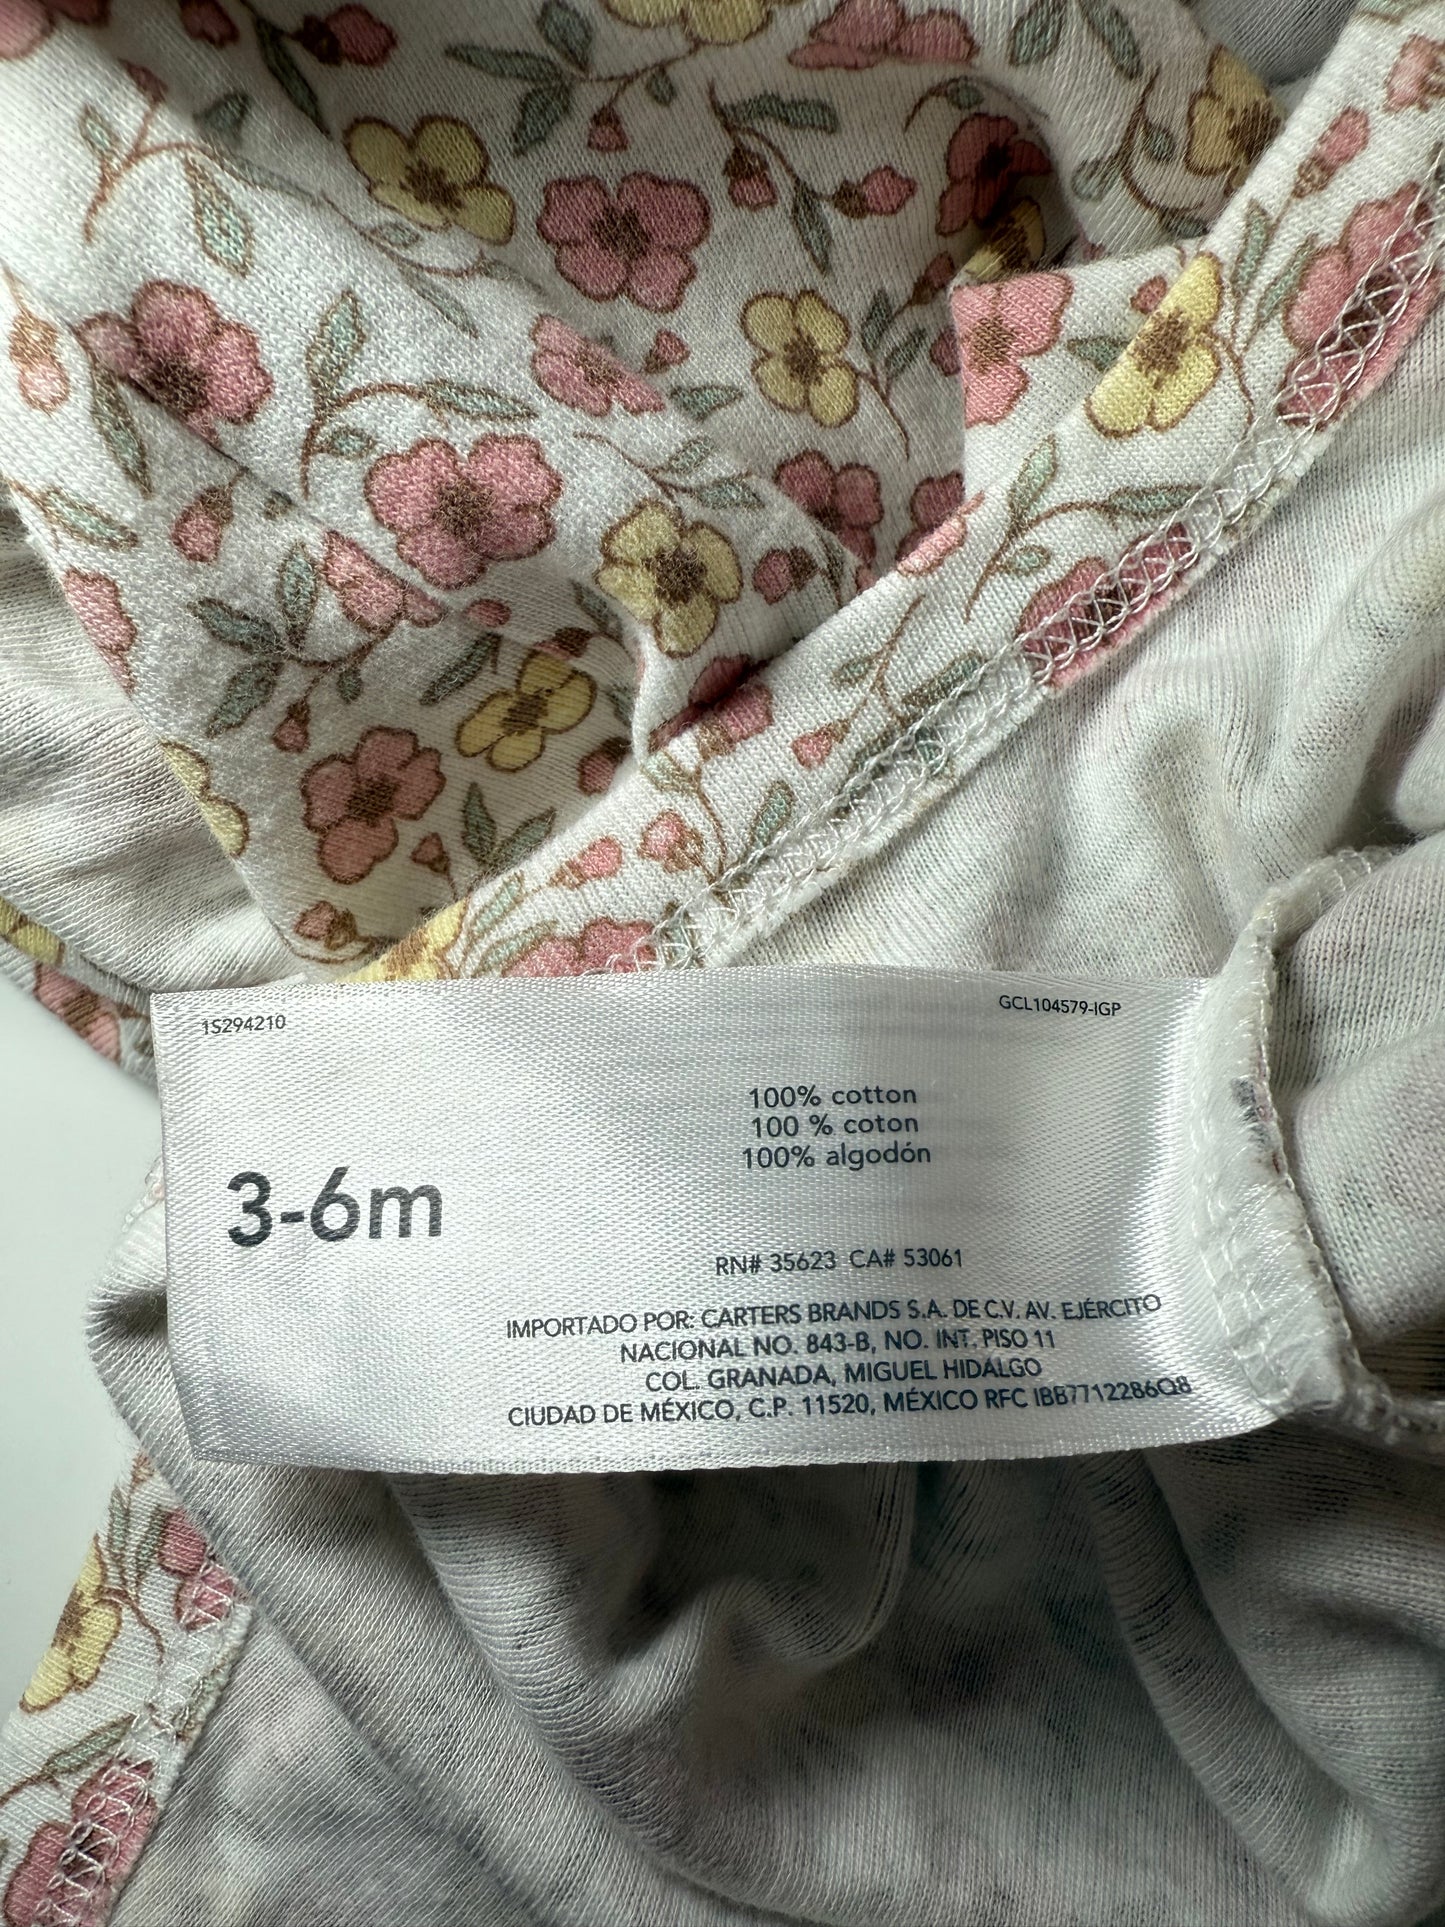 1S294210
GCL104579-IGP
100% cotton
100 % coton
100% algodón
3-6m
RN# 35623 CA# 53061
IMPORTADO POR: CARTERS BRANDS S.A. DE C.V. AV. EJÉRCITO
NACIONAL NO. 843-B, NO. INT. PISO 11
COL. GRANADA, MIGUEL HIDALGO
CIUDAD DE MÉXICO, C.P. 11520, MÉXICO RFC IBB7712286Q8